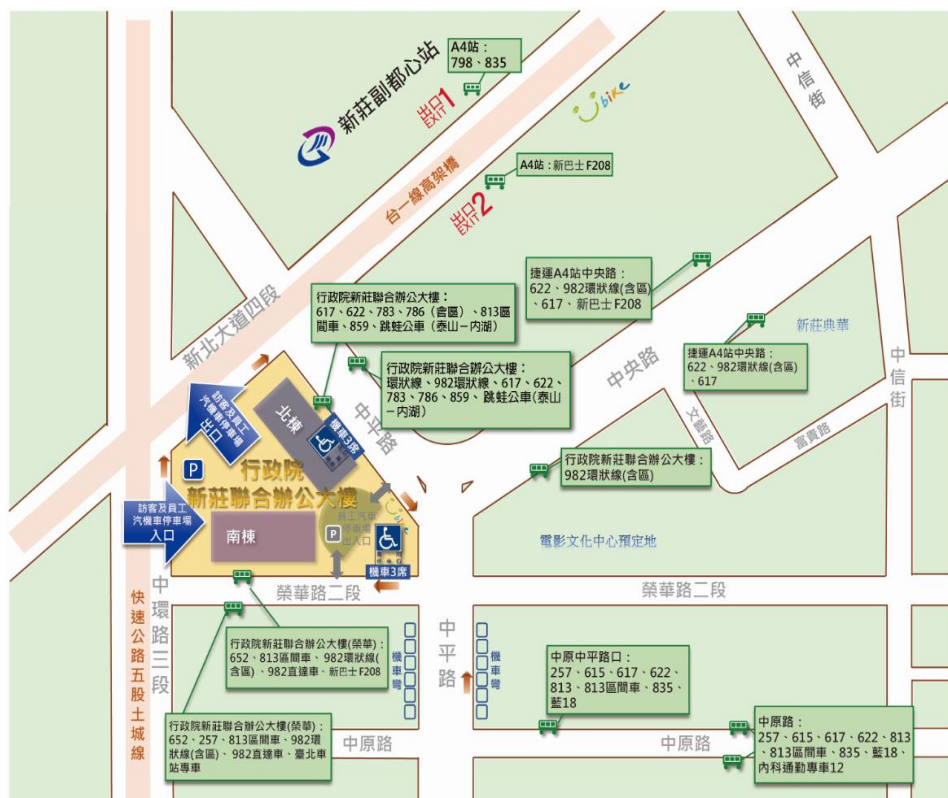 A4站：
798、835
新莊副都心站
出口1
EXIT
中信街
Ubike
台一線高架橋
A4站：新巴士F208
出口2
EXIT
捷運A4站中央路：
622、982環狀線(含區)
、617、新巴士F208
行政院新莊聯合辦公大樓：
617、622、783、786（含區）、813區
間車、859、跳蛙公車（泰山－內湖）
新北大道四段
新莊典華
捷運A4站中央路：
622、982環狀線(含區)
、617
中央路
中信街
行政院新莊聯合辦公大樓：
環狀線、982環狀線、617、622、
783、786、859、跳蛙公車(泰山
－內湖）
訪客及員工
汽機車停車場
出口
北棟
機車3席
中平路
文藝路
富貴路
行政院新莊聯合辦公大樓：
982環狀線(含區)
P
行政院
新莊聯合辦公大樓
訪客及員工
汽機車停車場
入口
南棟
員工汽車
停車場
出入口
P
Ubike
機車3席
電影文化中心預定地
榮華路二段
榮華路二段
中環路三段
快速公路五股土城線
行政院新莊聯合辦公大樓(榮華)：
652、813區間車、982環狀線(
含區)、982直達車、新巴士F208
機車彎
中平路
機車彎
中原中平路口：
257、615、617、622、
813、813區間車、835、
藍18
行政院新莊聯合辦公大樓(榮華)：
652、257、813區間車、982環
狀線(含區)、982直達車、臺北車
站專車
中原路
中原路
中原路：
257、615、617、622、813
、813區間車、835、藍18、
內科通勤專車12